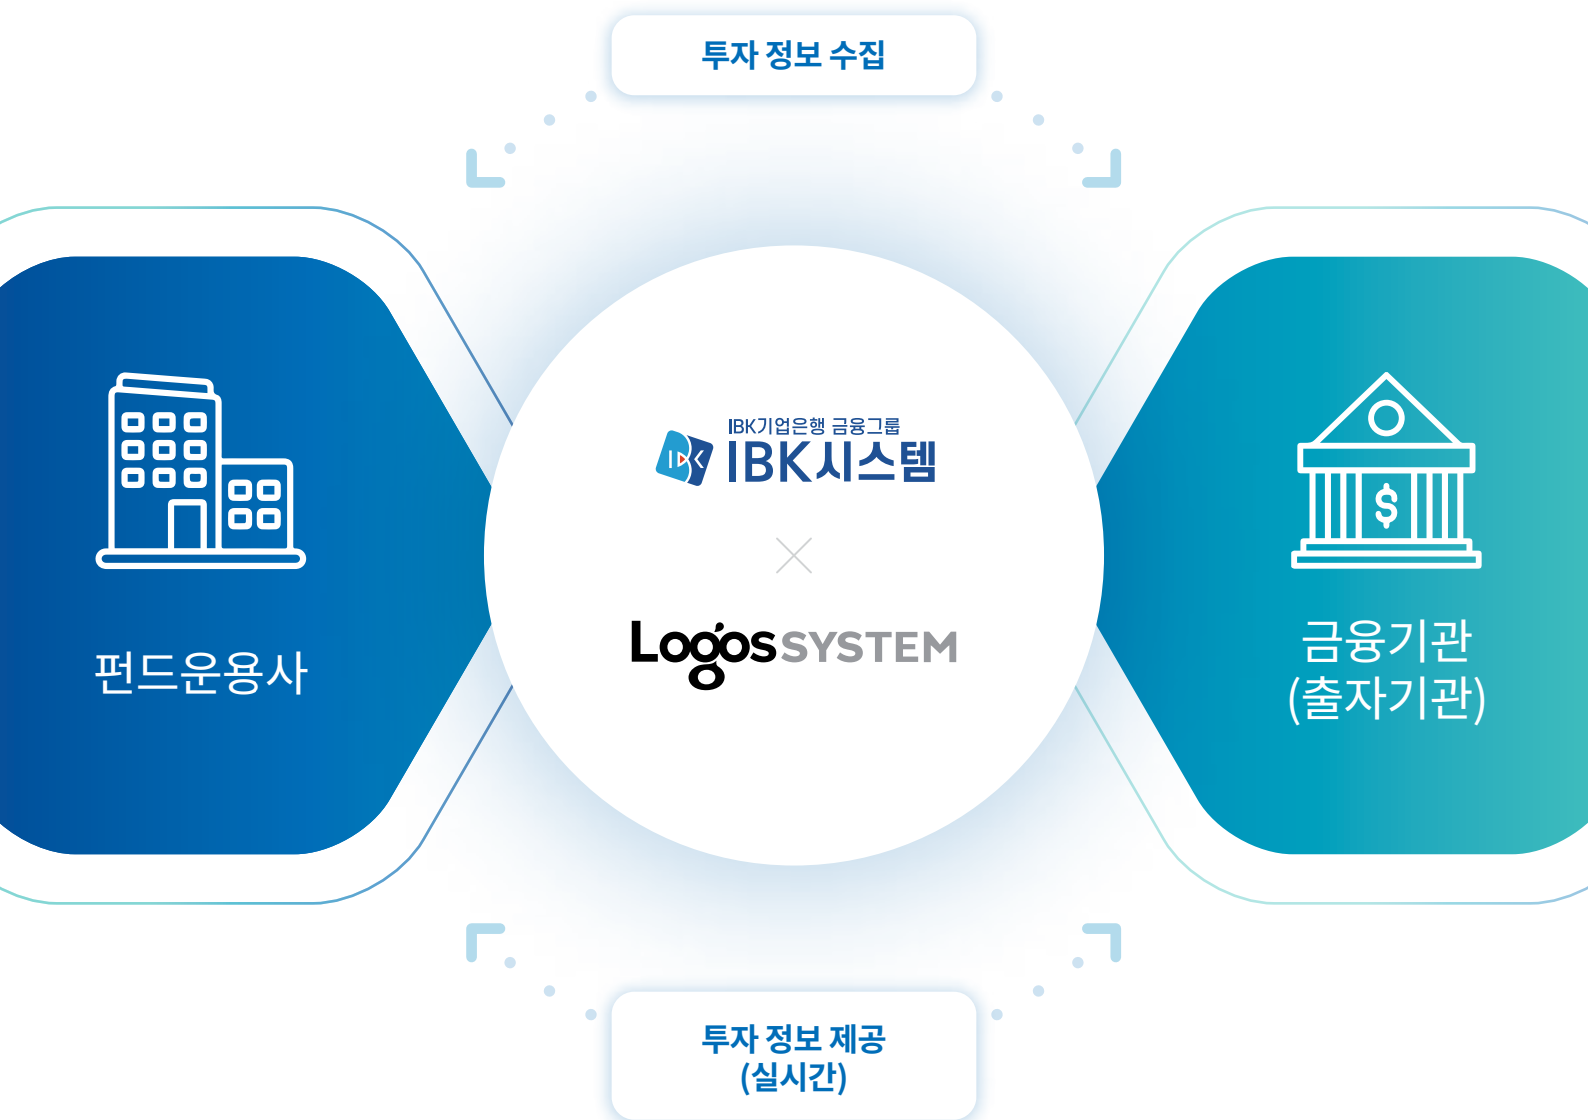 투자 정보 수집
펀드운용사
IBK기업은행 금융그룹
IBK시스템
Logos SYSTEM
금융기관
(출자기관)
$
투자 정보 제공
(실시간)